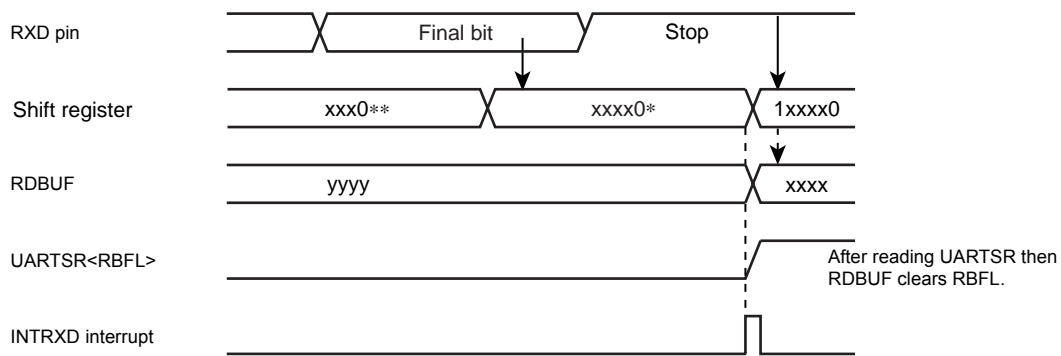 RXD pin
Final bit
Stop
Shift register
xxx0**
xxxx0*
1xxxx0
RDBUF
yyyy
xxxx
UARTSR<RBFL>
After reading UARTSR then
RDBUF clears RBFL.
INTRXD interrupt